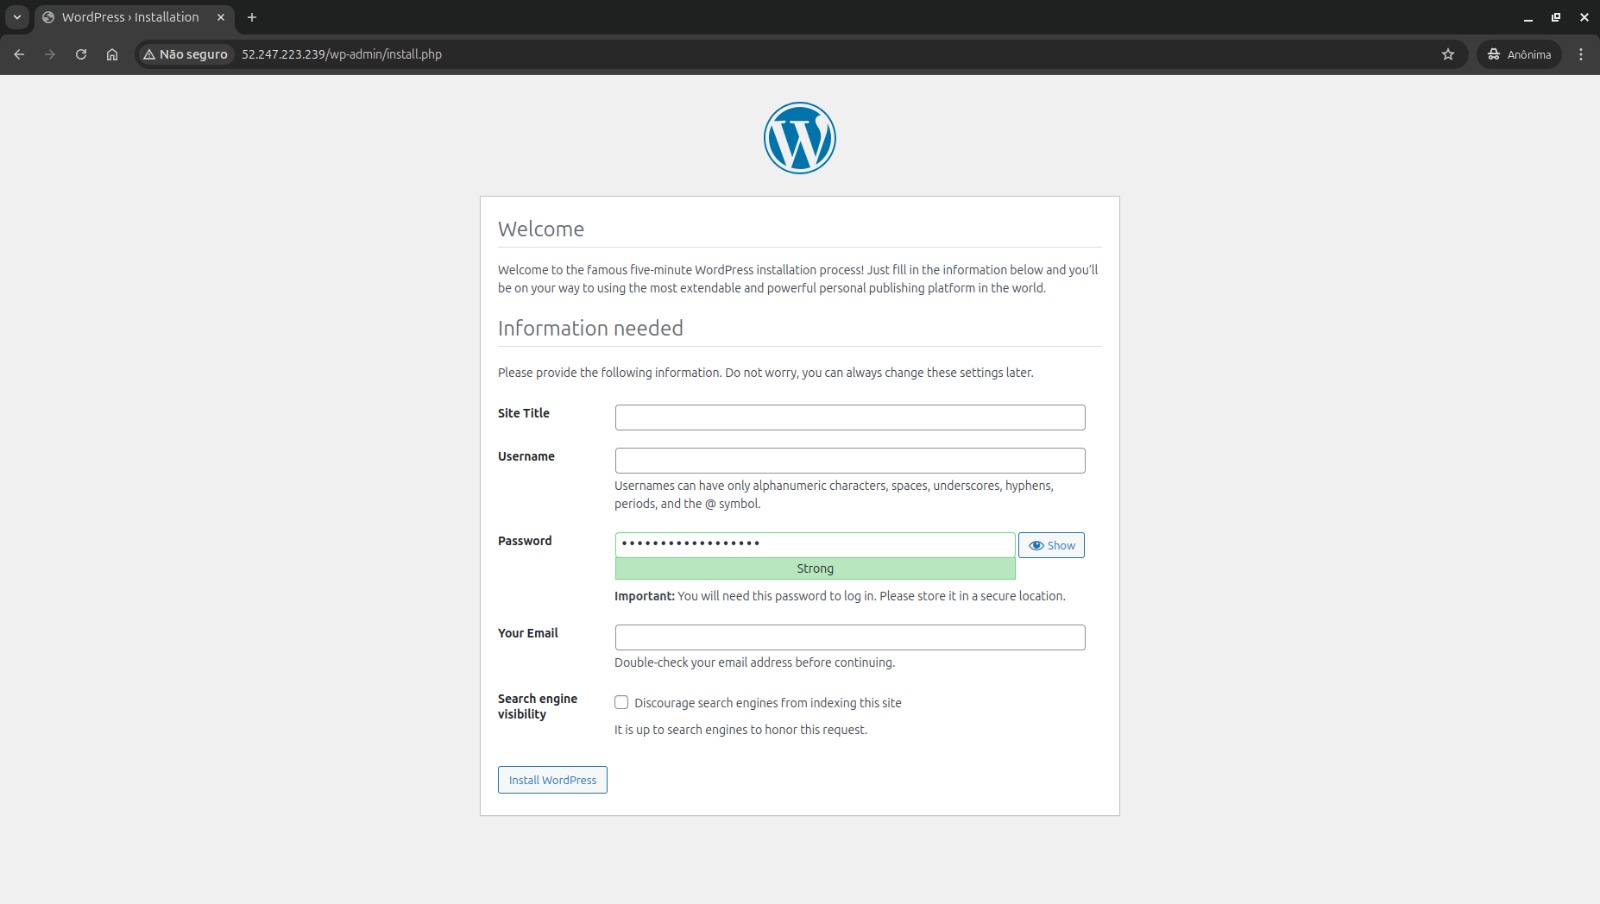 WordPress › Installation
Não seguro 52.247.223.239/wp-admin/install.php Anônima
Welcome
Welcome to the famous five-minute WordPress installation process! Just fill in the information below and you’ll
be on your way to using the most extendable and powerful personal publishing platform in the world.
Information needed
Please provide the following information. Do not worry, you can always change these settings later.
Site Title
Username
Usernames can have only alphanumeric characters, spaces, underscores, hyphens,
periods, and the @ symbol.
Password
•••••••••••••••••• Show
Strong
Important: You will need this password to log in. Please store it in a secure location.
Your Email
Double-check your email address before continuing.
Search engine
visibility
Discourage search engines from indexing this site
It is up to search engines to honor this request.
Install WordPress